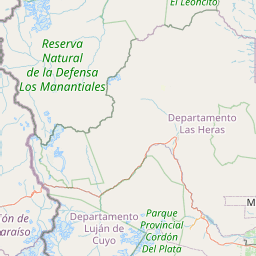 El Leoncito
Reserva
Natural
de la Defensa
Los Manantiales
Departamento
Las Heras
M
Departamento
Luján de
Cuyo
Parque
Provincial
Cordón
Del Plata
ón de
araíso